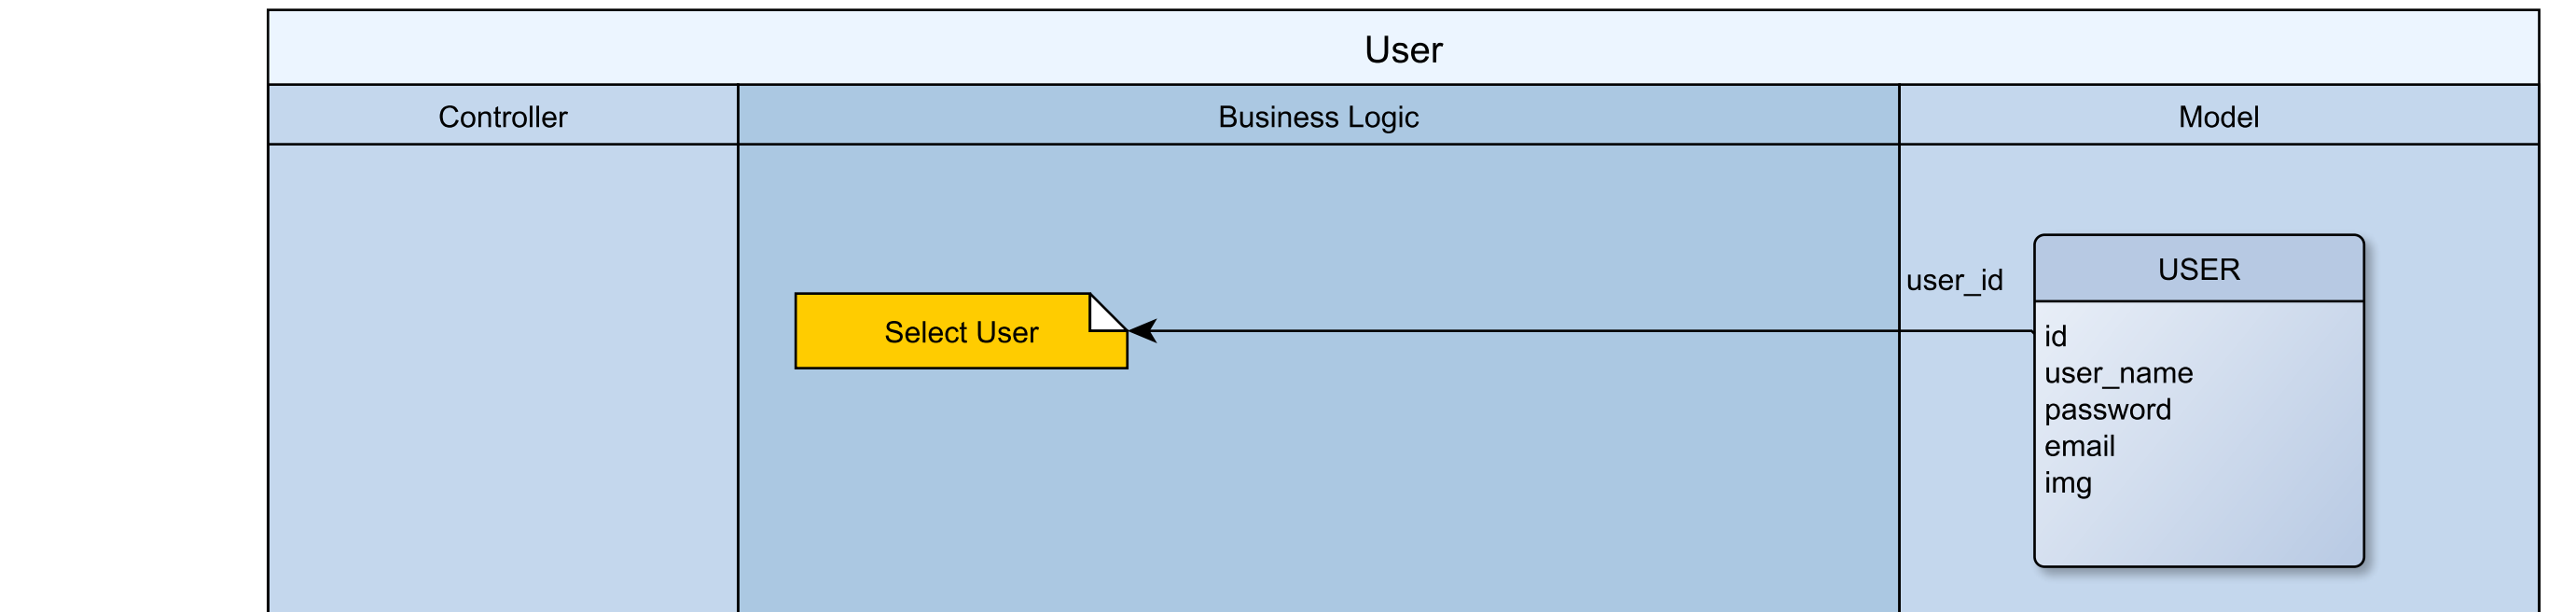 User
Controller
Business Logic
Model
user_id
USER
Select User
id
user_name
password
email
img